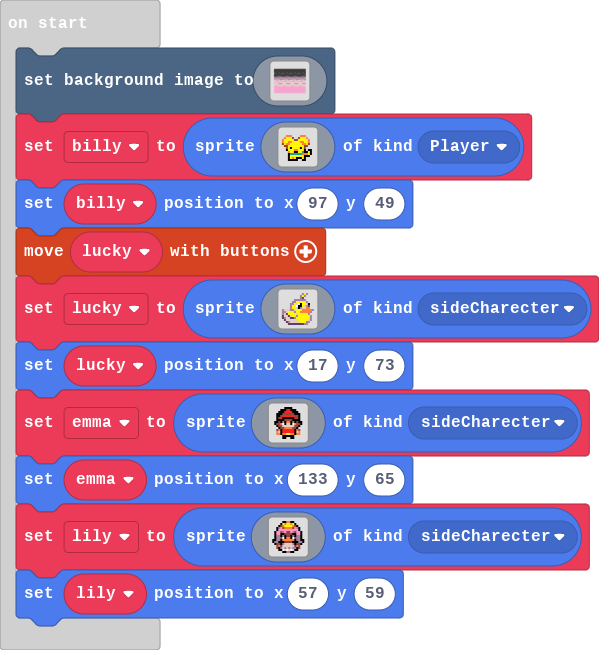 on start
set background image to
set billy to sprite of kind Player
set billy position to x 97 y 49
move lucky with buttons
set lucky to sprite of kind sideCharecter
set lucky position to x 17 y 73
set emma to sprite of kind sideCharecter
set emma position to x 133 y 65
set lily to sprite of kind sideCharecter
set lily position to x 57 y 59